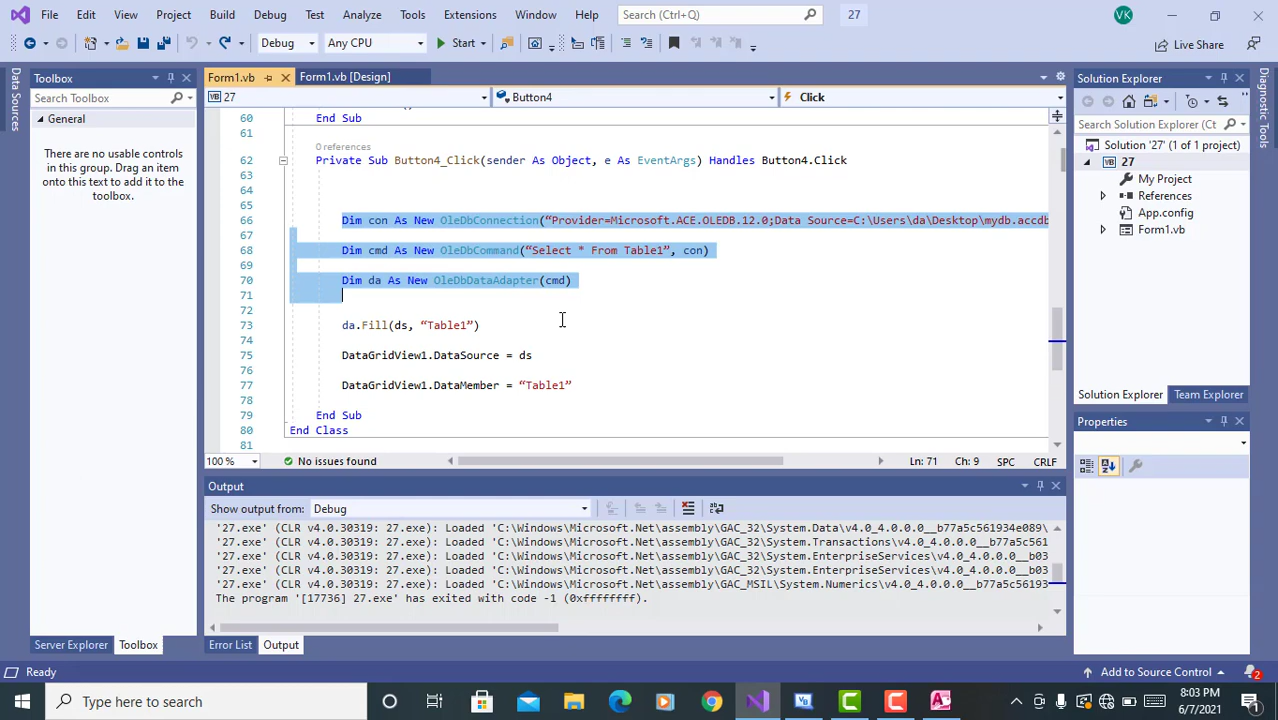 File Edit View Project Build Debug Test Analyze Tools Extensions Window Help Search (Ctrl+Q) 27 VK
Debug Any CPU Start Live Share
Data Sources
Toolbox
Search Toolbox
General
There are no usable controls
in this group. Drag an item
onto this text to add it to the
toolbox.
Server Explorer Toolbox
Form1.vb Form1.vb [Design]
27 Button4 Click
60 End Sub
61
0 references
62 Private Sub Button4_Click(sender As Object, e As EventArgs) Handles Button4.Click
63
64
65
66 Dim con As New OleDbConnection(“Provider=Microsoft.ACE.OLEDB.12.0;Data Source=C:\Users\da\Desktop\mydb.accdb
67
68 Dim cmd As New OleDbCommand(“Select * From Table1”, con)
69
70 Dim da As New OleDbDataAdapter(cmd)
71
72
73 da.Fill(ds, “Table1”)
74
75 DataGridView1.DataSource = ds
76
77 DataGridView1.DataMember = “Table1”
78
79 End Sub
80 End Class
81
100 % No issues found Ln: 71 Ch: 9 SPC CRLF
Output
Show output from: Debug
'27.exe' (CLR v4.0.30319: 27.exe): Loaded 'C:\Windows\Microsoft.Net\assembly\GAC_32\System.Data\v4.0_4.0.0.0__b77a5c561934e089\
'27.exe' (CLR v4.0.30319: 27.exe): Loaded 'C:\Windows\Microsoft.Net\assembly\GAC_32\System.Transactions\v4.0_4.0.0.0__b77a5c561
'27.exe' (CLR v4.0.30319: 27.exe): Loaded 'C:\Windows\Microsoft.Net\assembly\GAC_32\System.EnterpriseServices\v4.0_4.0.0.0__b03
'27.exe' (CLR v4.0.30319: 27.exe): Loaded 'C:\Windows\Microsoft.Net\assembly\GAC_32\System.EnterpriseServices\v4.0_4.0.0.0__b03
'27.exe' (CLR v4.0.30319: 27.exe): Loaded 'C:\Windows\Microsoft.Net\assembly\GAC_MSIL\System.Numerics\v4.0_4.0.0.0__b77a5c56193
The program '[17736] 27.exe' has exited with code -1 (0xffffffff).
Error List Output
Solution Explorer
Search Solution Explorer (Ct
Solution '27' (1 of 1 project)
27
My Project
References
App.config
Form1.vb
Solution Explorer Team Explorer
Properties
Diagnostic Tools
Ready Add to Source Control 2
Type here to search 8:03 PM
6/7/2021 1